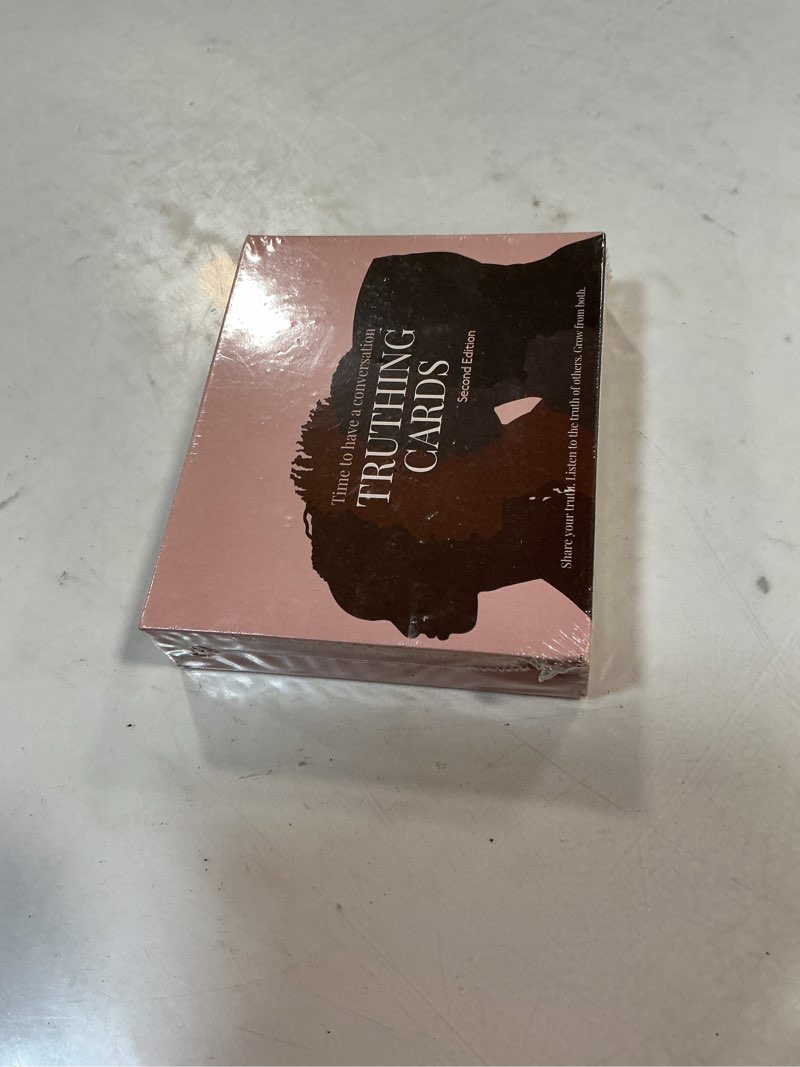 Time to have a conversation
TRUTHING
CARDS
Second Edition
Share your truth. Listen to the truth of others. Grow from both.